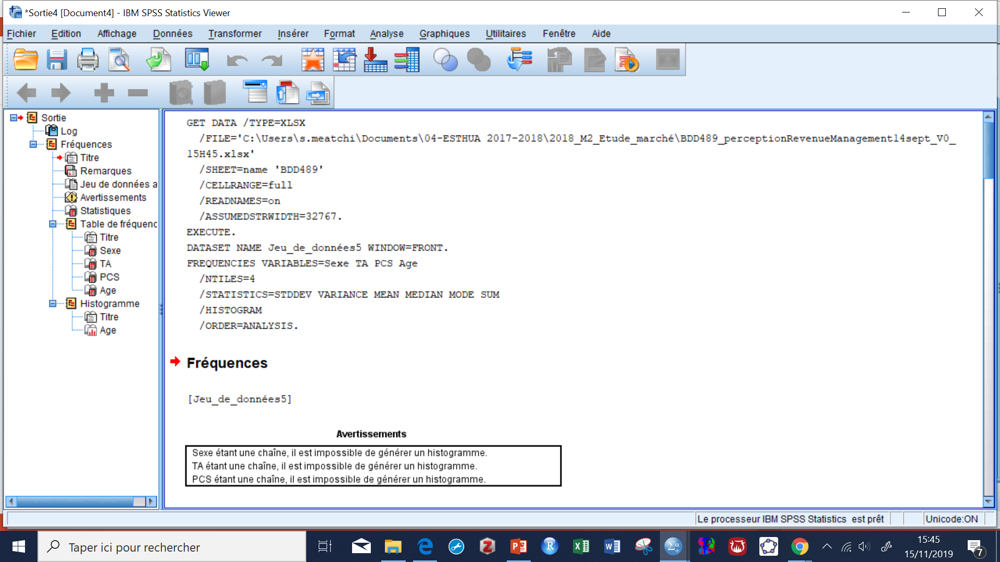 *Sortie4 [Document4] - IBM SPSS Statistics Viewer
Fichier Edition Affichage Données Transformer Insérer Format Analyse Graphiques Utilitaires Fenêtre Aide
Sortie
Log
Fréquences
Titre
Remarques
Jeu de données a
Avertissements
Statistiques
Table de fréquenc
Titre
Sexe
TA
PCS
Age
Histogramme
Titre
Age
GET DATA /TYPE=XLSX
/FILE='C:\Users\s.meatchi\Documents\04-ESTHUA 2017-2018\2018_M2_Etude_marché\BDD489_perceptionRevenueManagement14sept_V0_
15H45.xlsx'
/SHEET=name 'BDD489'
/CELLRANGE=full
/READNAMES=on
/ASSUMEDSTRWIDTH=32767.
EXECUTE.
DATASET NAME Jeu_de_données5 WINDOW=FRONT.
FREQUENCIES VARIABLES=Sexe TA PCS Age
/NTILES=4
/STATISTICS=STDDEV VARIANCE MEAN MEDIAN MODE SUM
/HISTOGRAM
/ORDER=ANALYSIS.
Fréquences
[Jeu_de_données5]
Avertissements
Sexe étant une chaîne, il est impossible de générer un histogramme.
TA étant une chaîne, il est impossible de générer un histogramme.
PCS étant une chaîne, il est impossible de générer un histogramme.
Le processeur IBM SPSS Statistics est prêt
Unicode:ON
Taper ici pour rechercher
15:45
15/11/2019
7